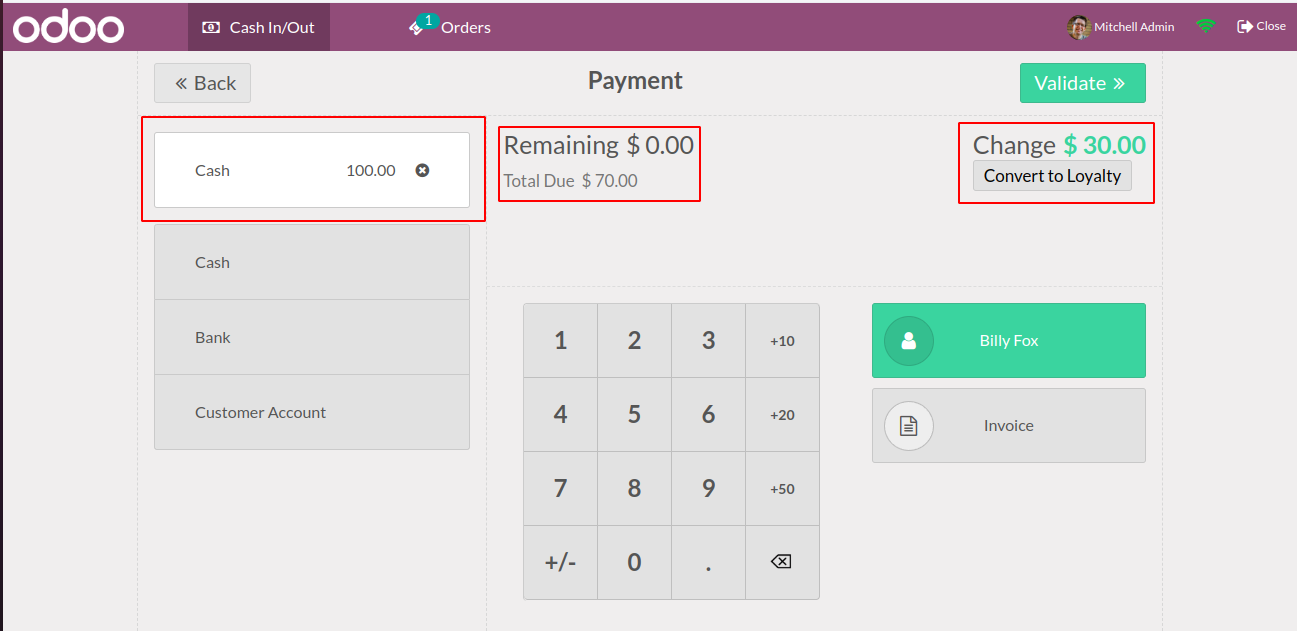 odoo
Cash In/Out
1
Orders
Mitchell Admin
Close
Back
Payment
Validate
Cash 100.00
Remaining $ 0.00
Total Due $ 70.00
Change $ 30.00
Convert to Loyalty
Cash
Bank
Customer Account
1 2 3 +10
4 5 6 +20
7 8 9 +50
+/- 0 .
Billy Fox
Invoice